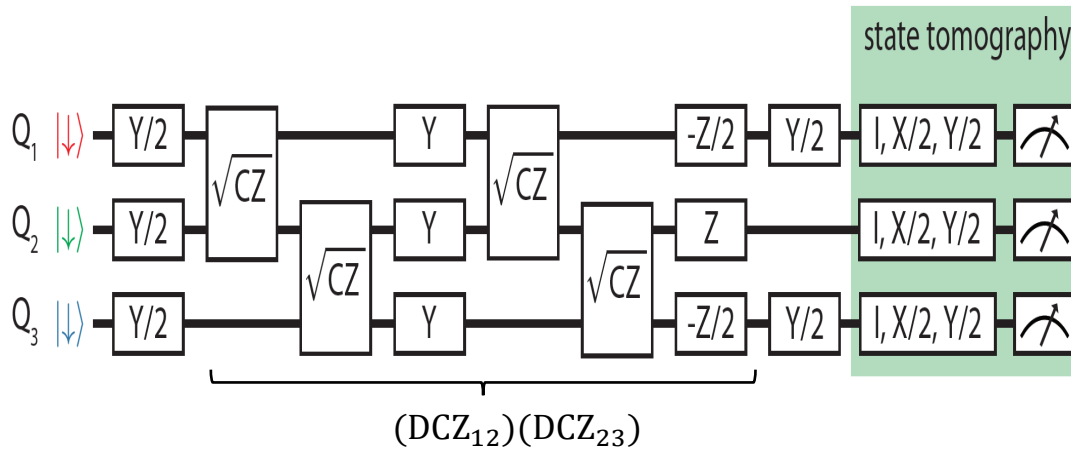 state tomography
Q₁ |↓⟩ Y/2 √CZ Y √CZ -Z/2 Y/2 I, X/2, Y/2
Q₂ |↓⟩ Y/2 √CZ Y √CZ Z I, X/2, Y/2
Q₃ |↓⟩ Y/2 Y -Z/2 Y/2 I, X/2, Y/2
(DCZ₁₂)(DCZ₂₃)